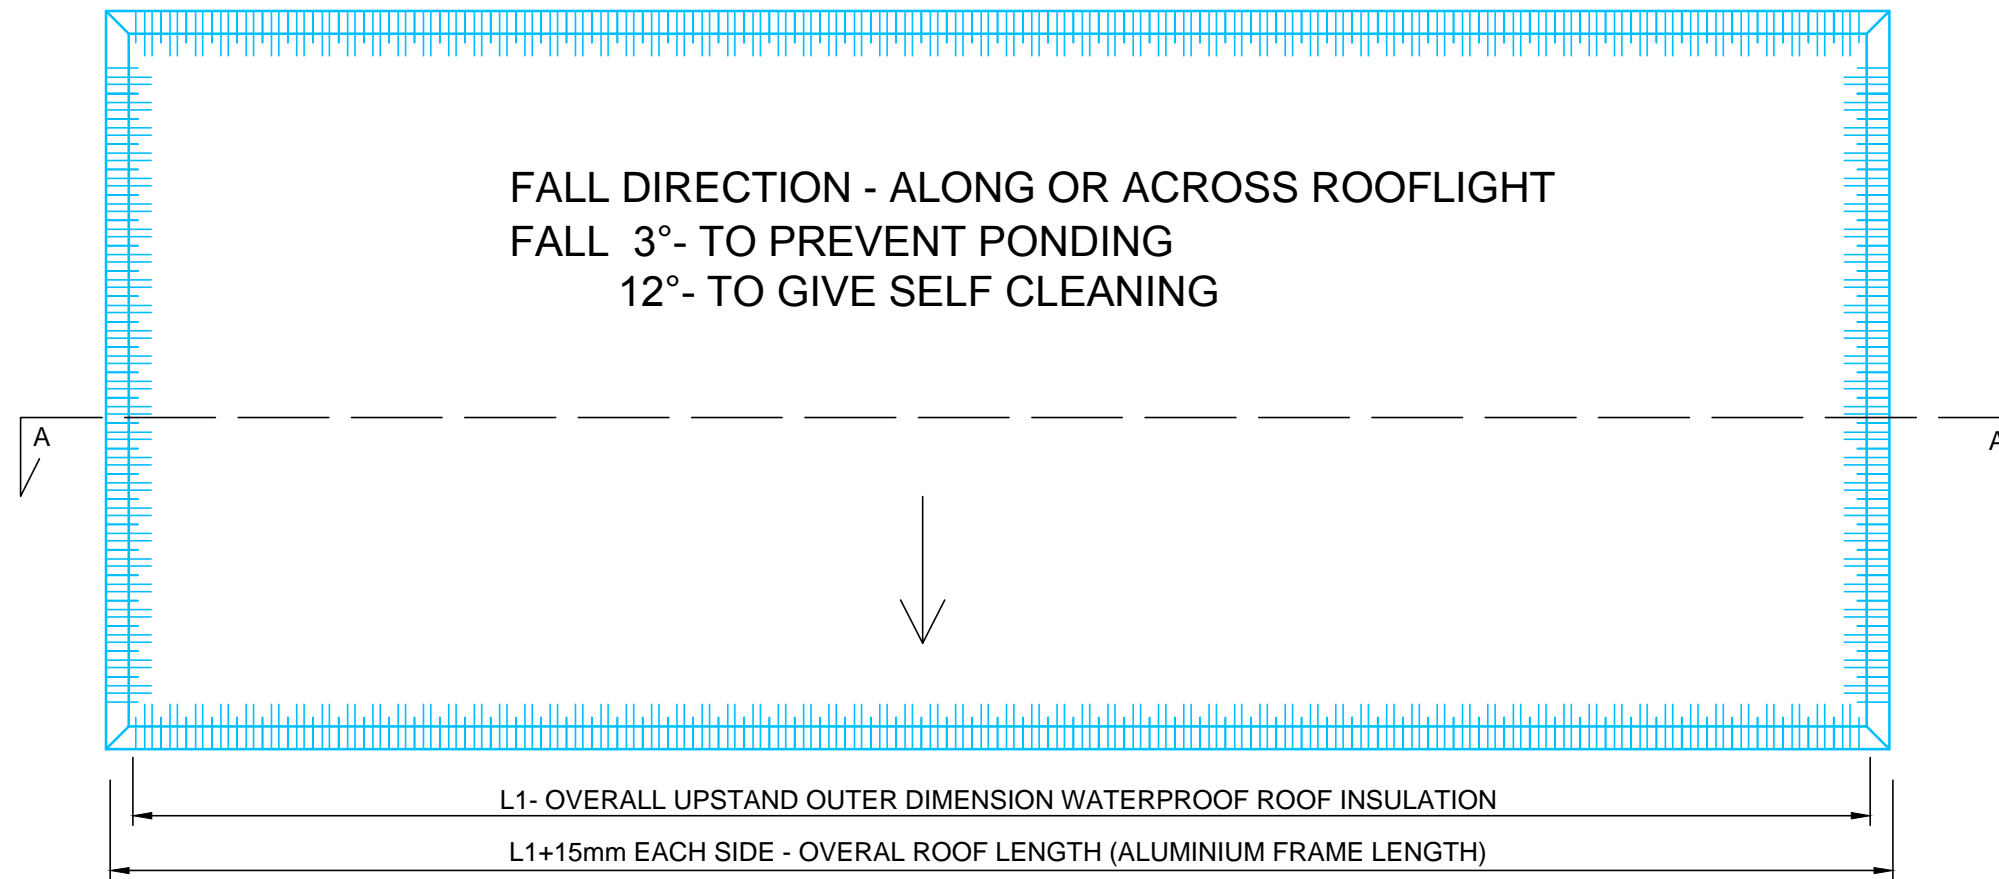 FALL DIRECTION - ALONG OR ACROSS ROOFLIGHT
FALL 3°- TO PREVENT PONDING
12°- TO GIVE SELF CLEANING
A
A
L1- OVERALL UPSTAND OUTER DIMENSION WATERPROOF ROOF INSULATION
L1+15mm EACH SIDE - OVERAL ROOF LENGTH (ALUMINIUM FRAME LENGTH)